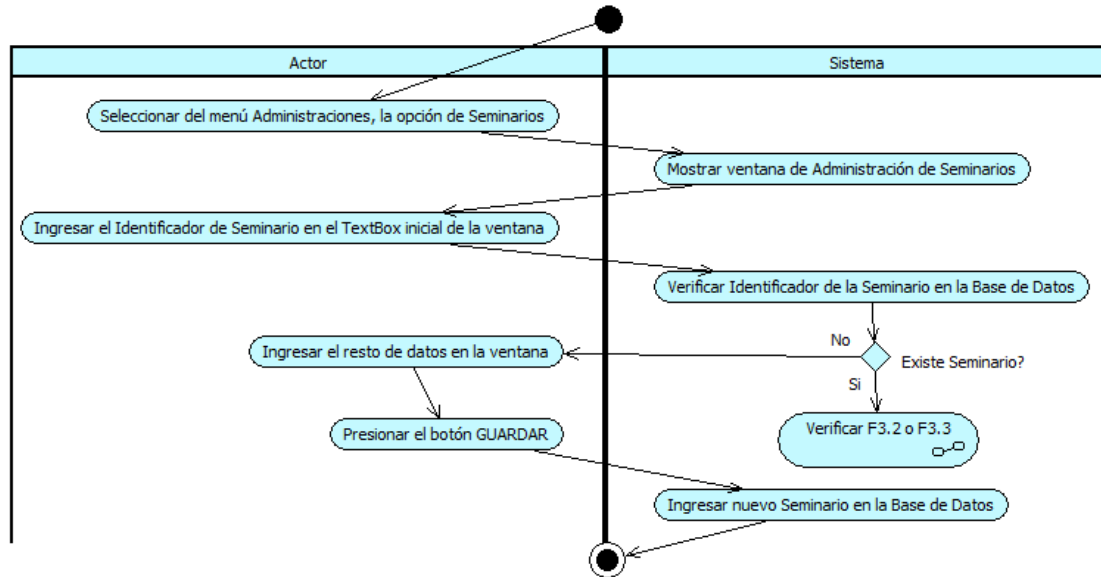 Actor
Sistema
Seleccionar del menú Administraciones, la opción de Seminarios
Mostrar ventana de Administración de Seminarios
Ingresar el Identificador de Seminario en el TextBox inicial de la ventana
Verificar Identificador de la Seminario en la Base de Datos
No
Ingresar el resto de datos en la ventana
Existe Seminario?
Si
Presionar el botón GUARDAR
Verificar F3.2 o F3.3
Ingresar nuevo Seminario en la Base de Datos